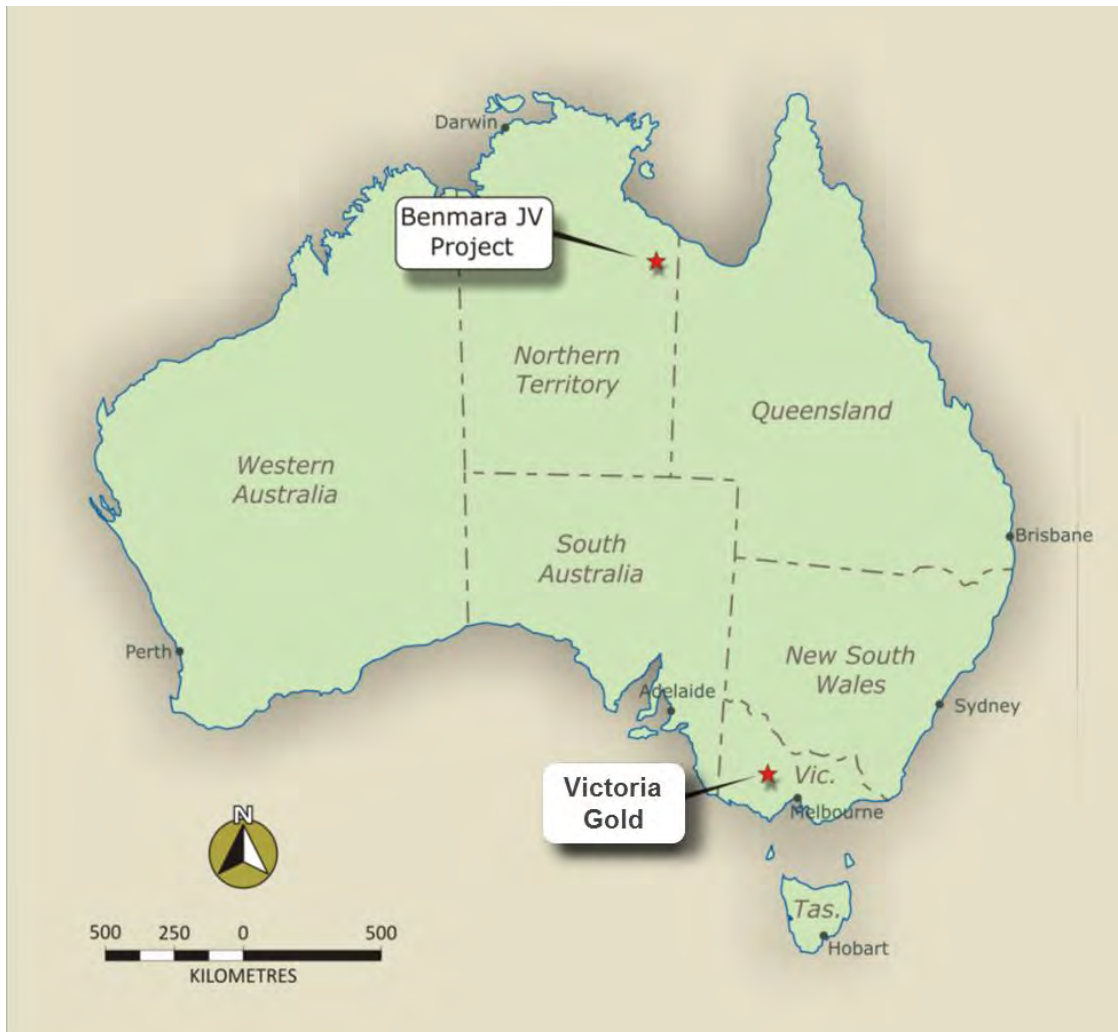 Darwin
Benmara JV
Project
Northern
Territory
Queensland
Western
Australia
South
Australia
Brisbane
Perth
New South
Wales
Adelaide
Sydney
Victoria
Gold
Vic.
Melbourne
N
Tas.
Hobart
500 250 0 500
KILOMETRES